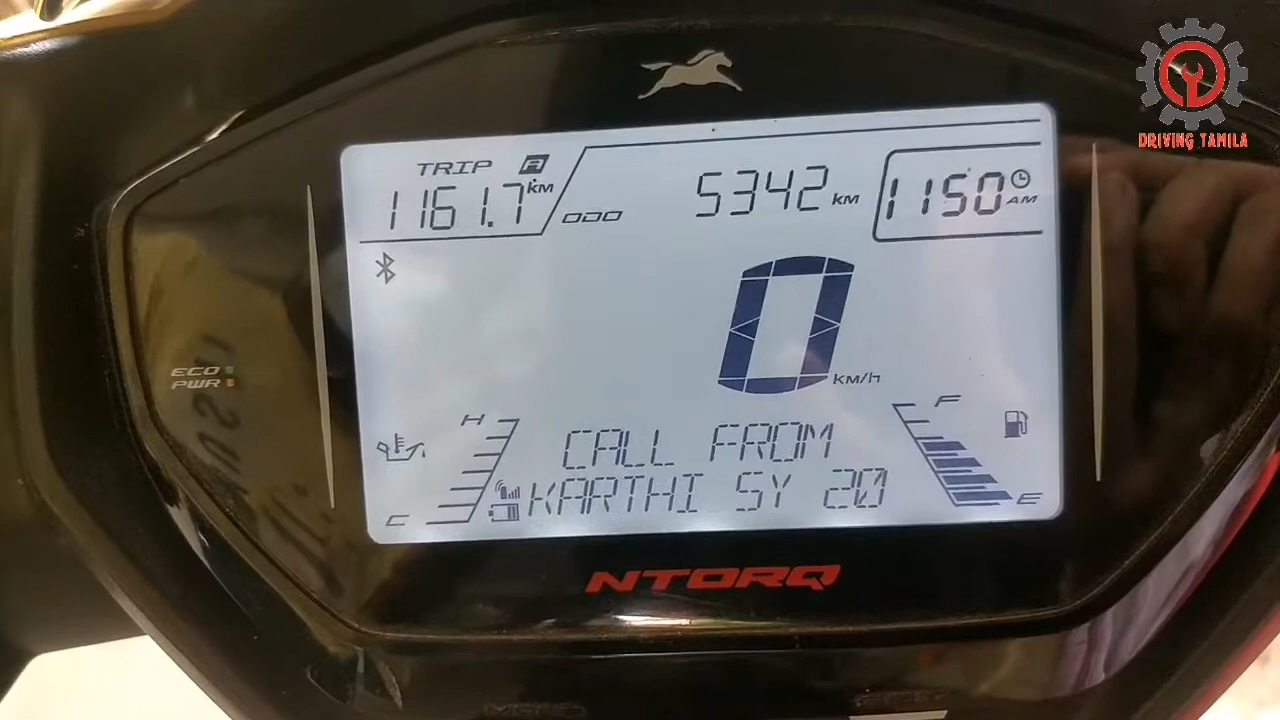 DRIVING TAMILA
TRIP A
1161.7 KM
ODO 5342 KM
1150 AM
0 KM/H
ECO
PWR
H
C
F
E
CALL FROM
KARTHI SY 20
NTORQ